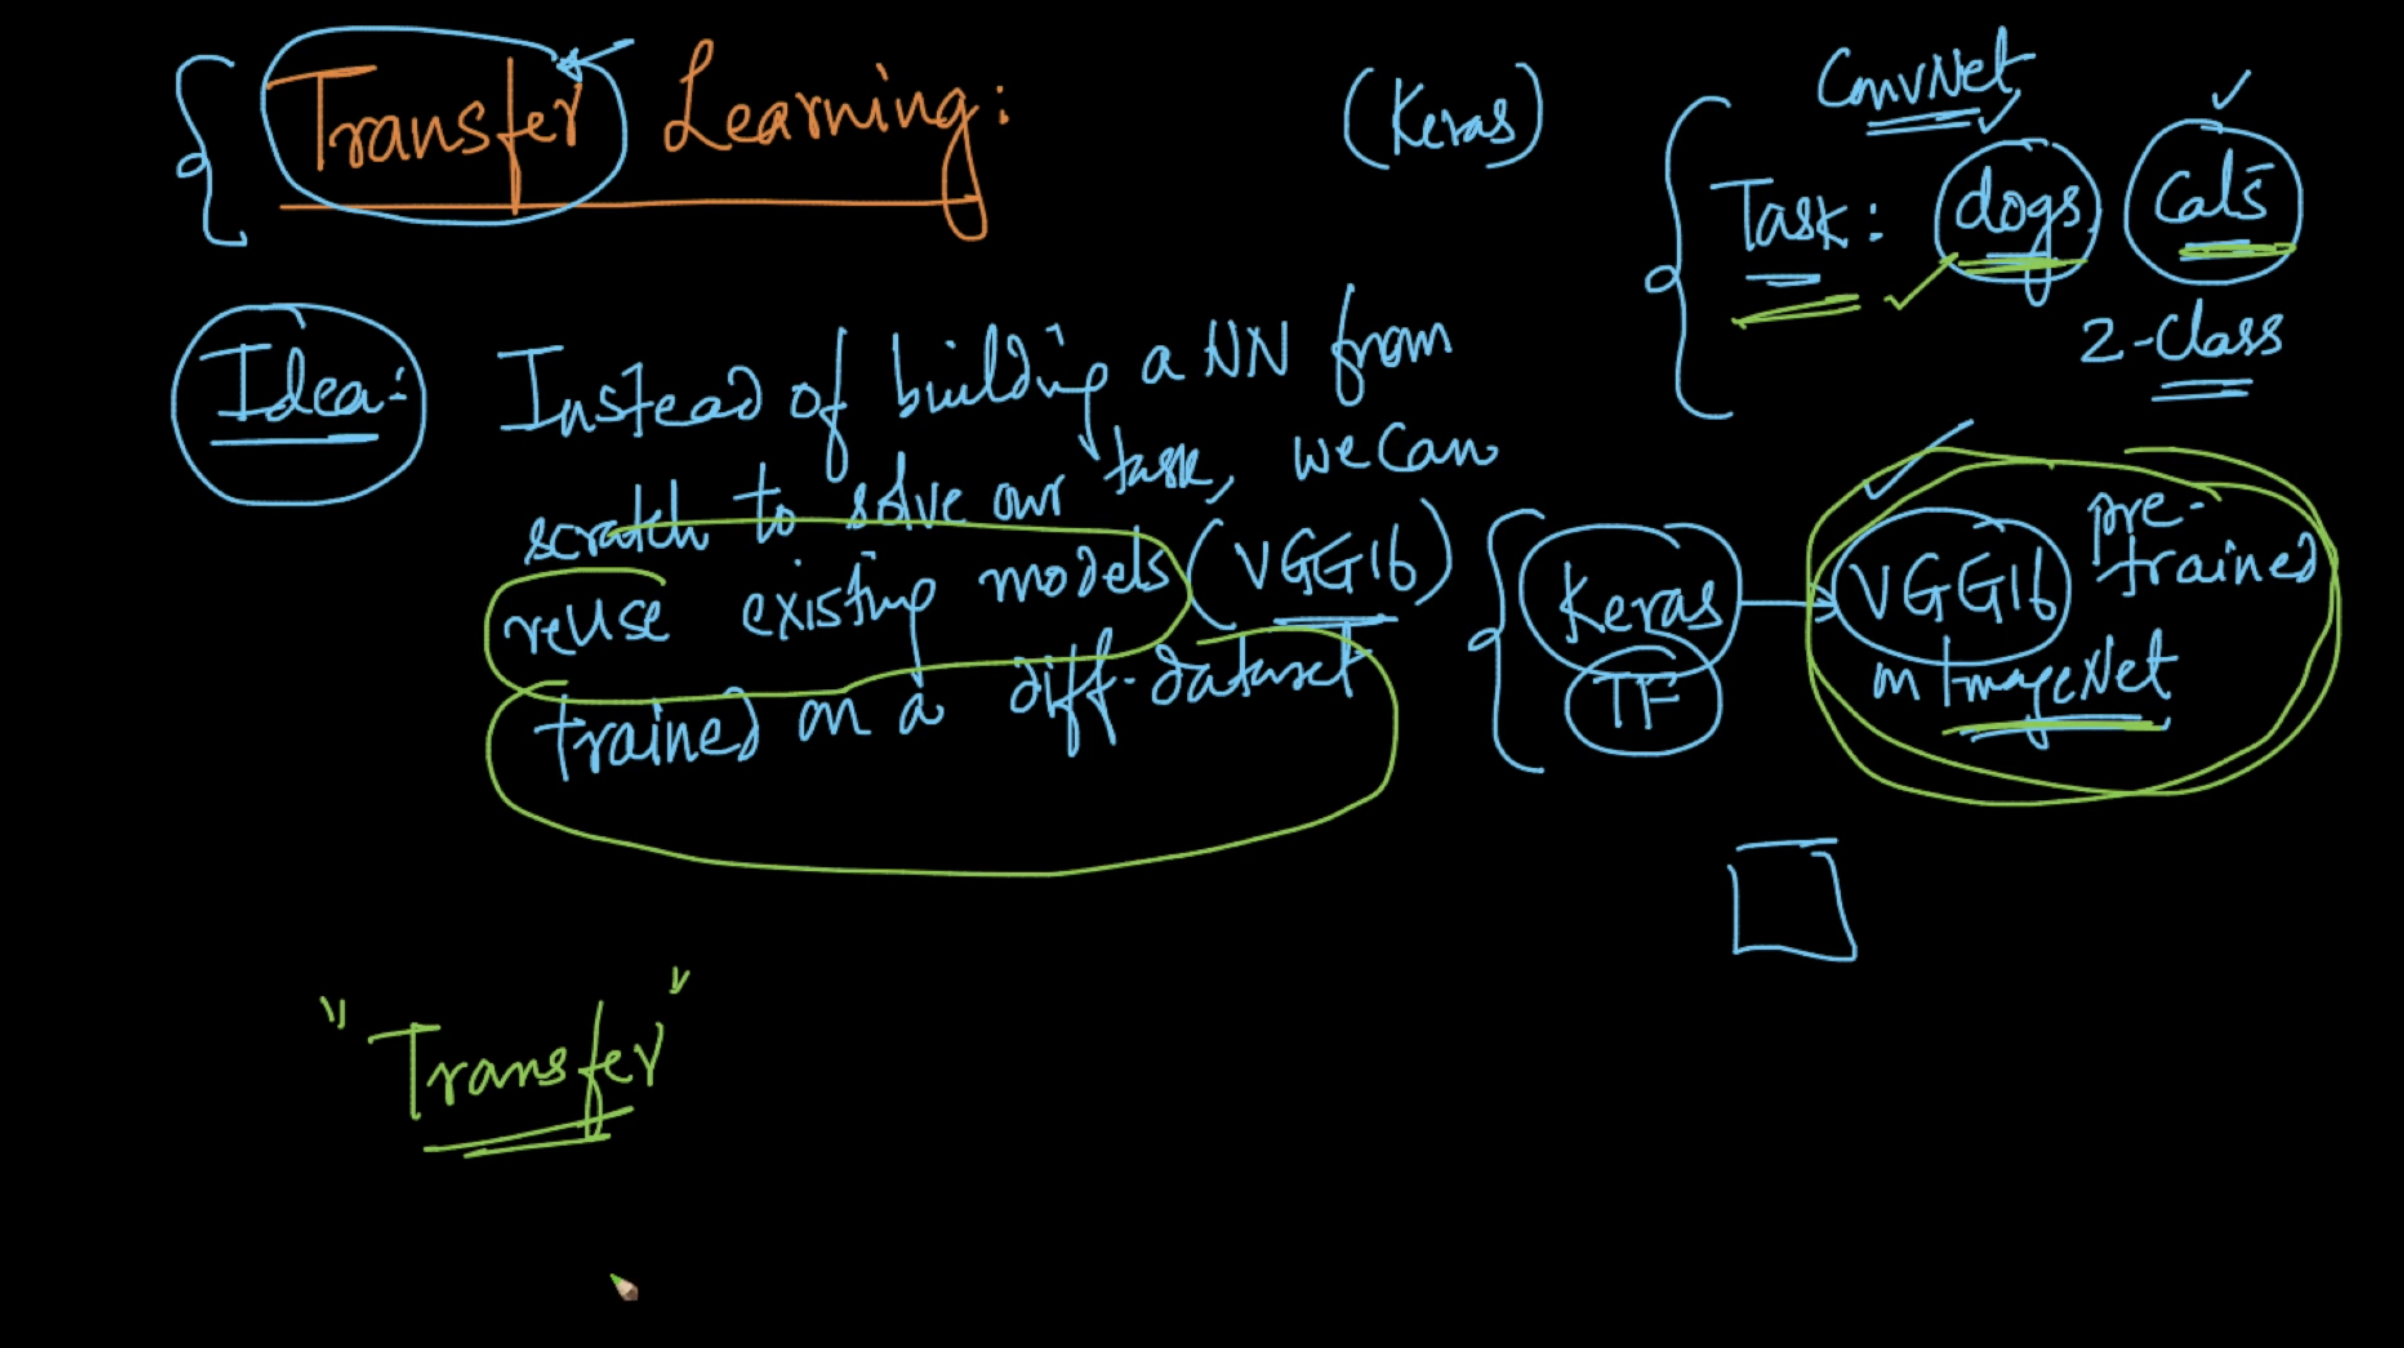 Transfer Learning:
(Keras)
ConvNet
Task: dogs, Cats
2-Class
Idea: Instead of building a NN from
scratch to solve our task, we can
reuse existing models (VGG16)
trained on a diff-dataset
Keras
TF
VGG16 pre-
trained
on ImageNet
"Transfer"